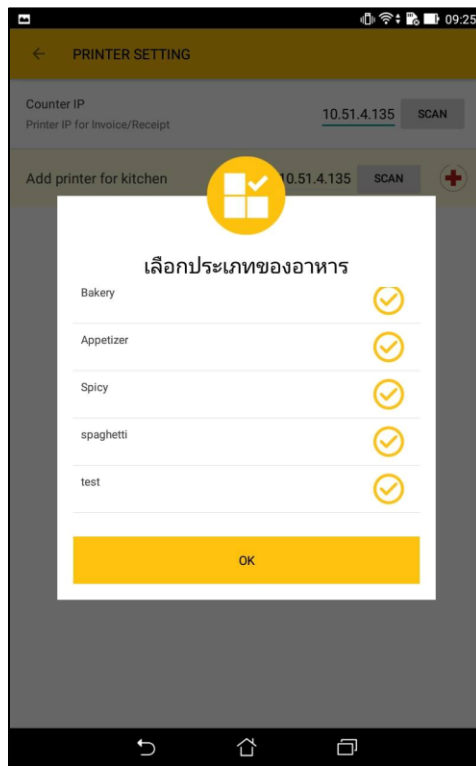 09:25
PRINTER SETTING
Counter IP
Printer IP for Invoice/Receipt
10.51.4.135
SCAN
Add printer for kitchen
10.51.4.135
SCAN
เลือกประเภทของอาหาร
Bakery
Appetizer
Spicy
spaghetti
test
OK